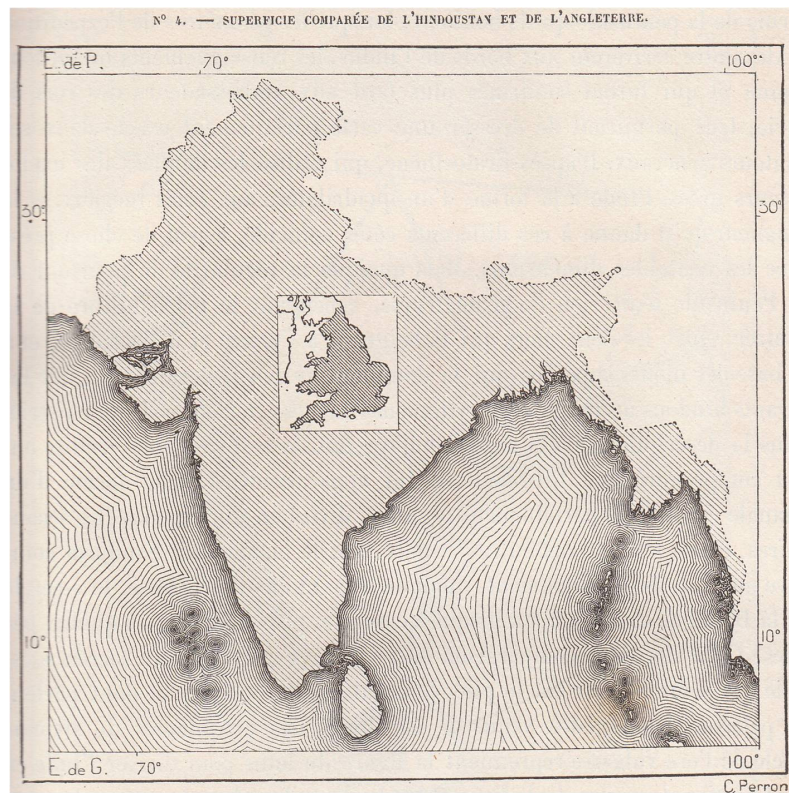 N° 4. — SUPERFICIE COMPARÉE DE L'HINDOUSTAN ET DE L'ANGLETERRE.
E. de P. 70° 100°
30° 30°
10° 10°
E. de G. 70° 100°
C. Perron